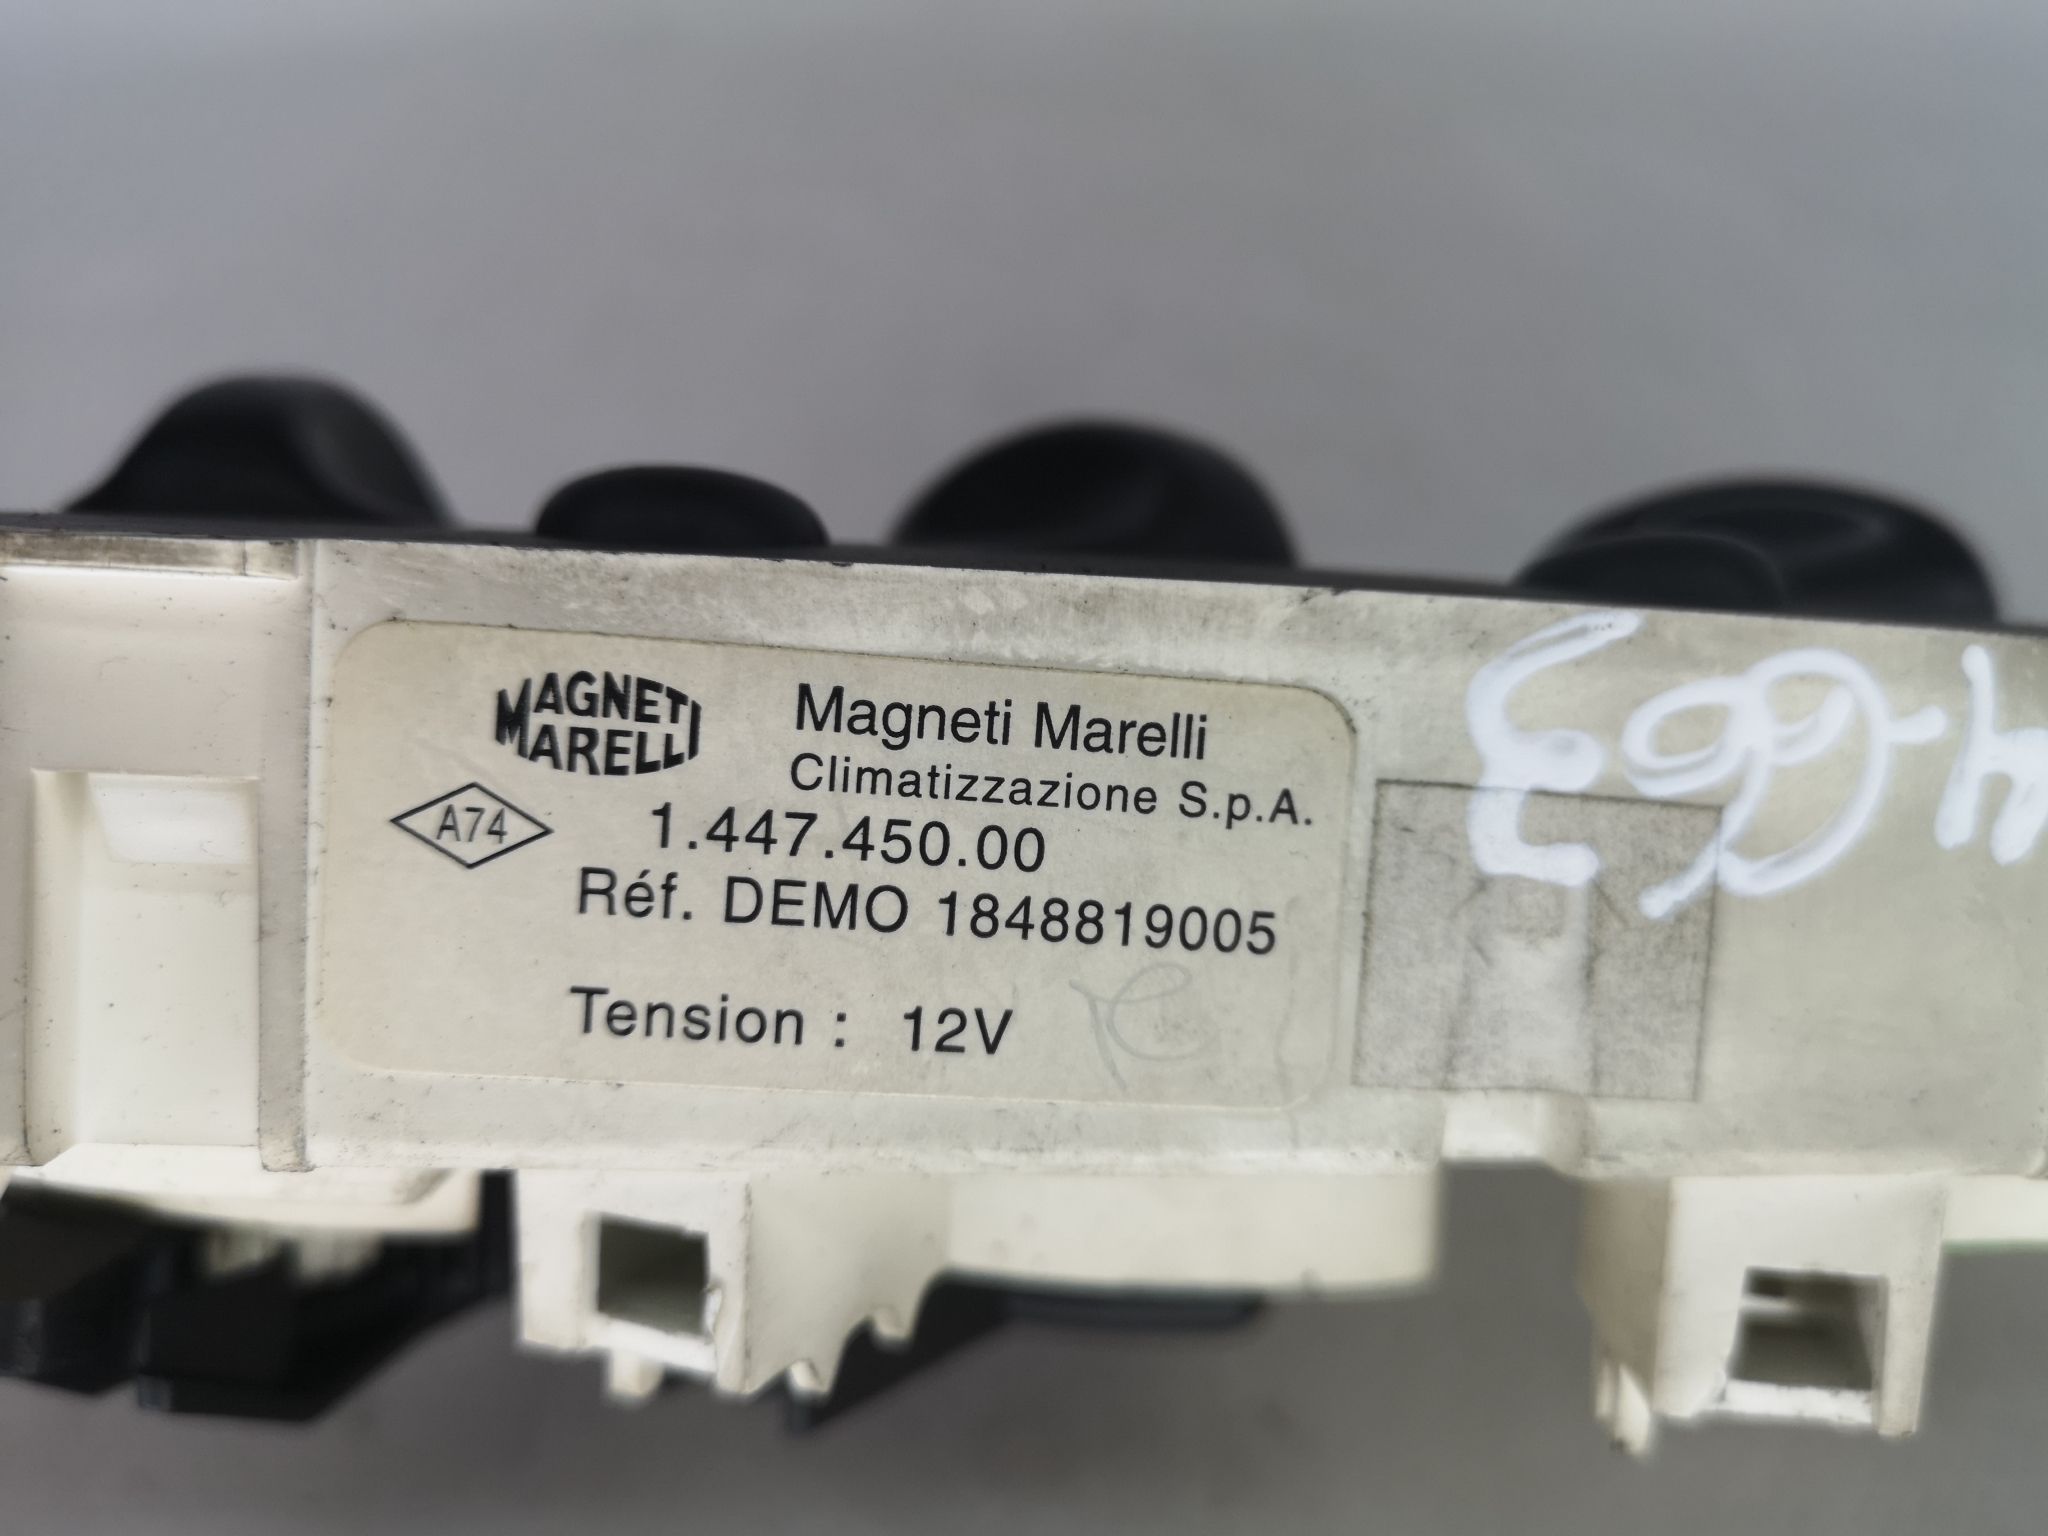 MAGNETI
MARELLI
Magneti Marelli
Climatizzazione S.p.A.
A74
1.447.450.00
Réf. DEMO 1848819005
Tension : 12V